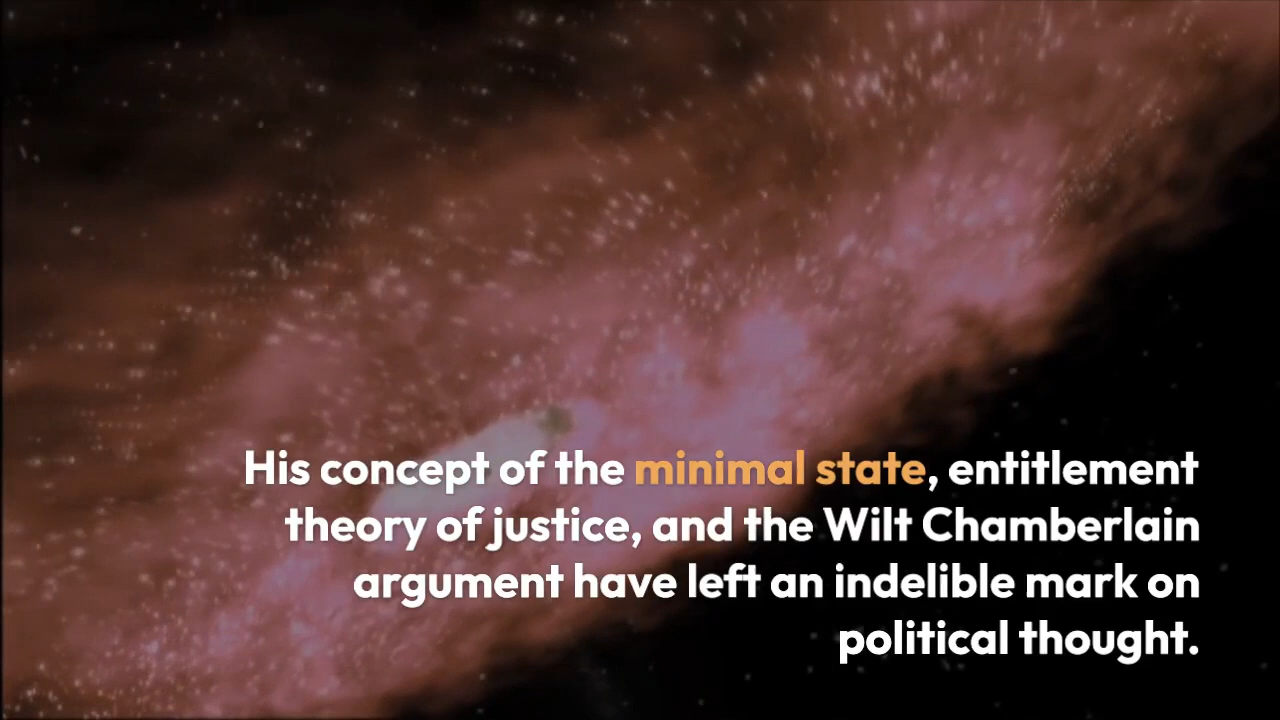 His concept of the minimal state, entitlement
theory of justice, and the Wilt Chamberlain
argument have left an indelible mark on
political thought.